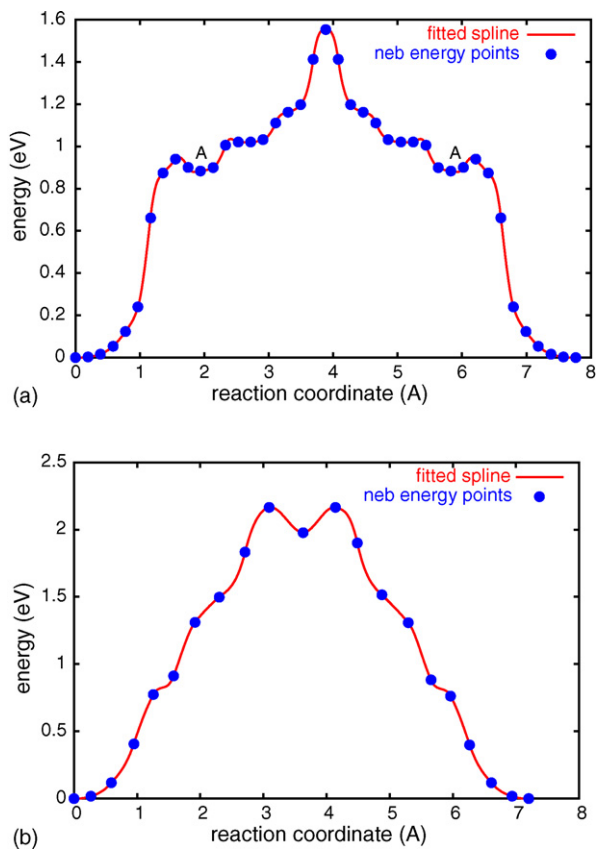 1.6
1.4
1.2
1
0.8
0.6
0.4
0.2
0
energy (eV)
fitted spline
neb energy points
A
A
0 1 2 3 4 5 6 7 8
reaction coordinate (A)
(a)
2.5
2
1.5
1
0.5
0
energy (eV)
fitted spline
neb energy points
0 1 2 3 4 5 6 7 8
reaction coordinate (A)
(b)